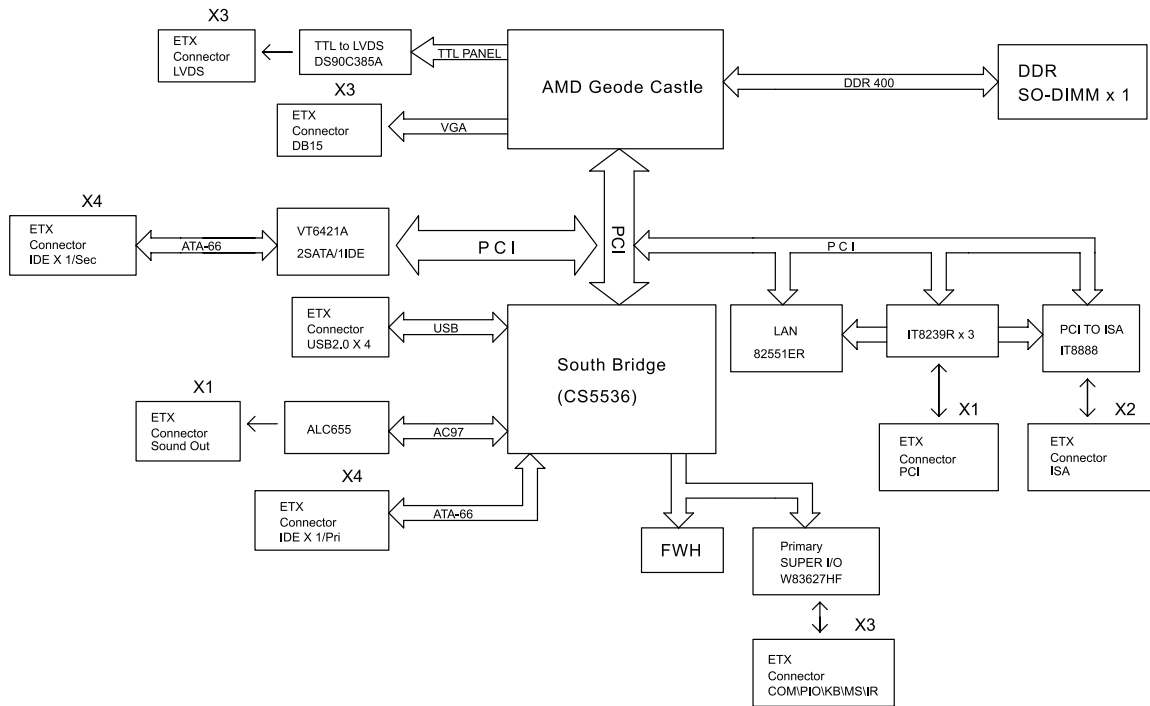 X3
ETX
Connector
LVDS
TTL to LVDS
DS90C385A
TTL PANEL
AMD Geode Castle
DDR 400
DDR
SO-DIMM x 1
X3
ETX
Connector
DB15
VGA
X4
ETX
Connector
IDE X 1/Sec
ATA-66
VT6421A
2SATA/1IDE
PCI
PCI
PCI
ETX
Connector
USB2.0 X 4
USB
South Bridge
(CS5536)
LAN
82551ER
IT8239R x 3
PCI TO ISA
IT8888
X1
ETX
Connector
Sound Out
ALC655
AC97
X1
ETX
Connector
PCI
X2
ETX
Connector
ISA
X4
ETX
Connector
IDE X 1/Pri
ATA-66
FWH
Primary
SUPER I/O
W83627HF
X3
ETX
Connector
COM\PIO\KB\MS\IR